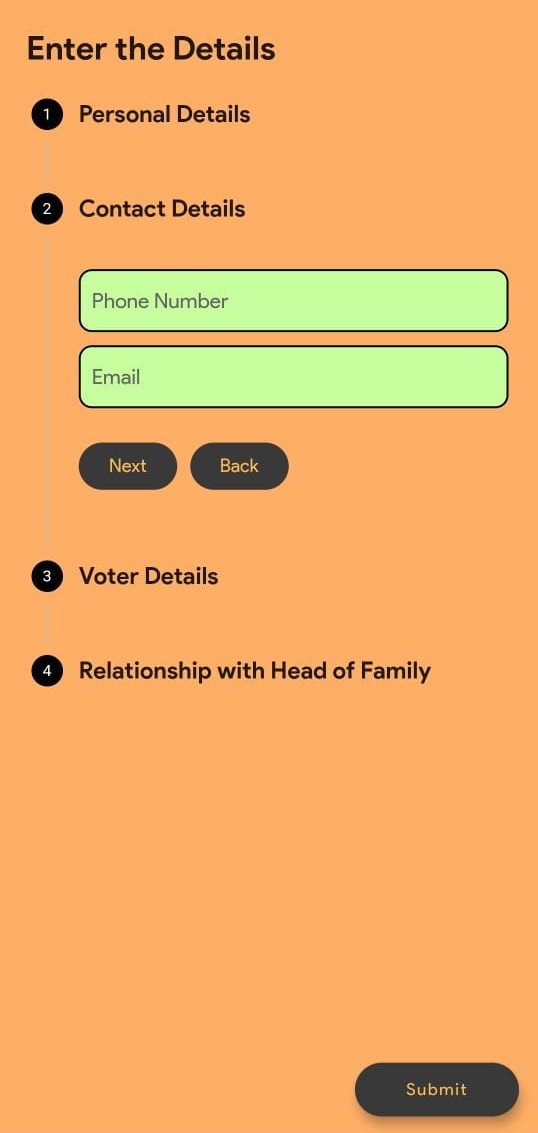 Enter the Details
1 Personal Details
2 Contact Details
Phone Number
Email
Next Back
3 Voter Details
4 Relationship with Head of Family
Submit